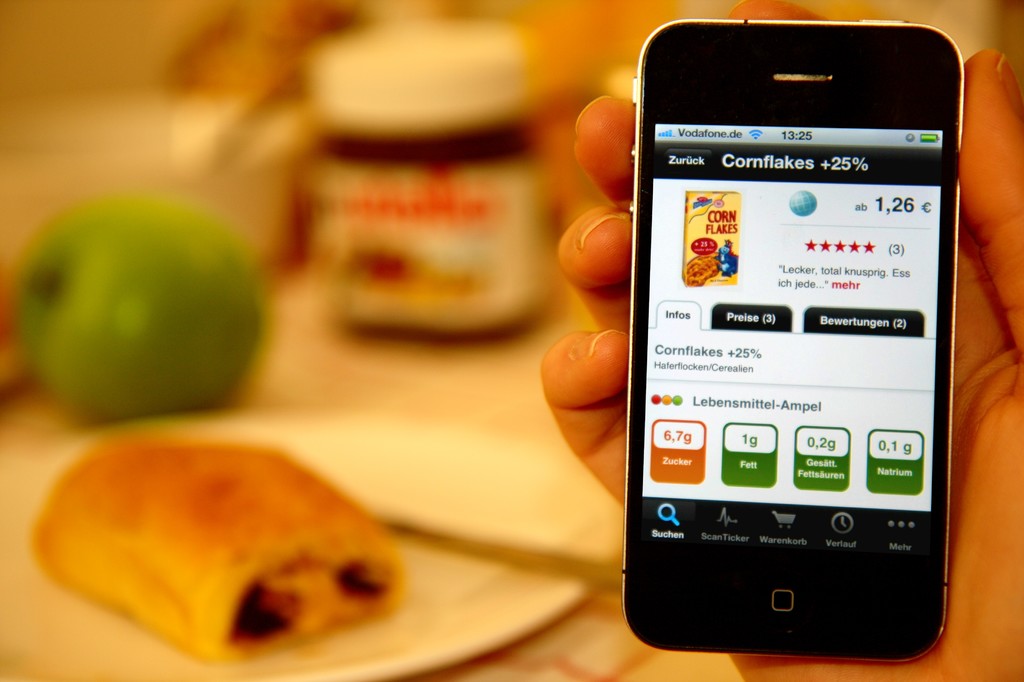 Vodafone.de 13:25
Zurück Cornflakes +25%
CORN
FLAKES
+ 25 %
ab 1,26 €
(3)
"Lecker, total knusprig. Ess
ich jede..." mehr
Infos Preise (3) Bewertungen (2)
Cornflakes +25%
Haferflocken/Cerealien
Lebensmittel-Ampel
6,7g 1g 0,2g 0,1 g
Zucker Fett Gesätt. Fettsäuren Natrium
Suchen ScanTicker Warenkorb Verlauf Mehr